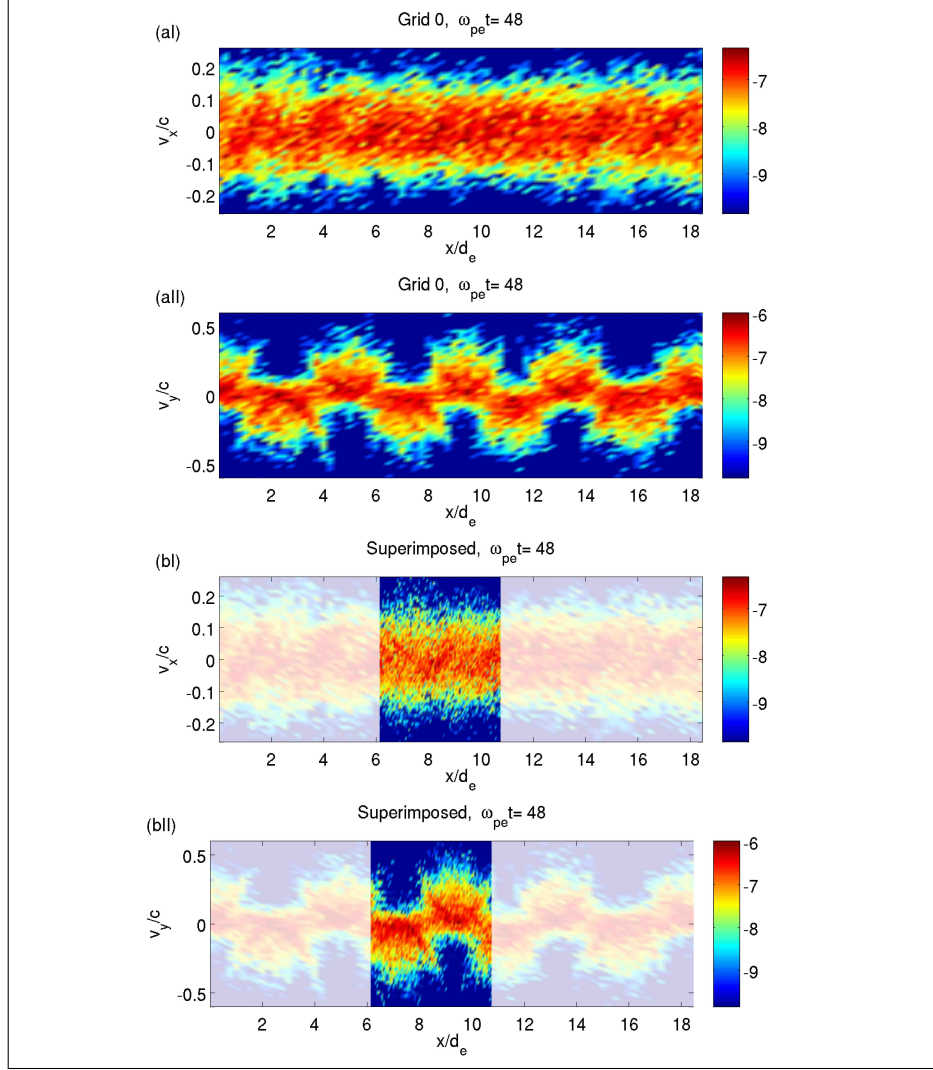 (aI)
Grid 0, ω_pe t= 48
v_x/c
0.2
0.1
0
-0.1
-0.2
2 4 6 8 10 12 14 16 18
x/d_e
-7
-8
-9
(aII)
Grid 0, ω_pe t= 48
v_y/c
0.5
0
-0.5
2 4 6 8 10 12 14 16 18
x/d_e
-6
-7
-8
-9
(bI)
Superimposed, ω_pe t= 48
v_x/c
0.2
0.1
0
-0.1
-0.2
2 4 6 8 10 12 14 16 18
x/d_e
-7
-8
-9
(bII)
Superimposed, ω_pe t= 48
v_y/c
0.5
0
-0.5
2 4 6 8 10 12 14 16 18
x/d_e
-6
-7
-8
-9